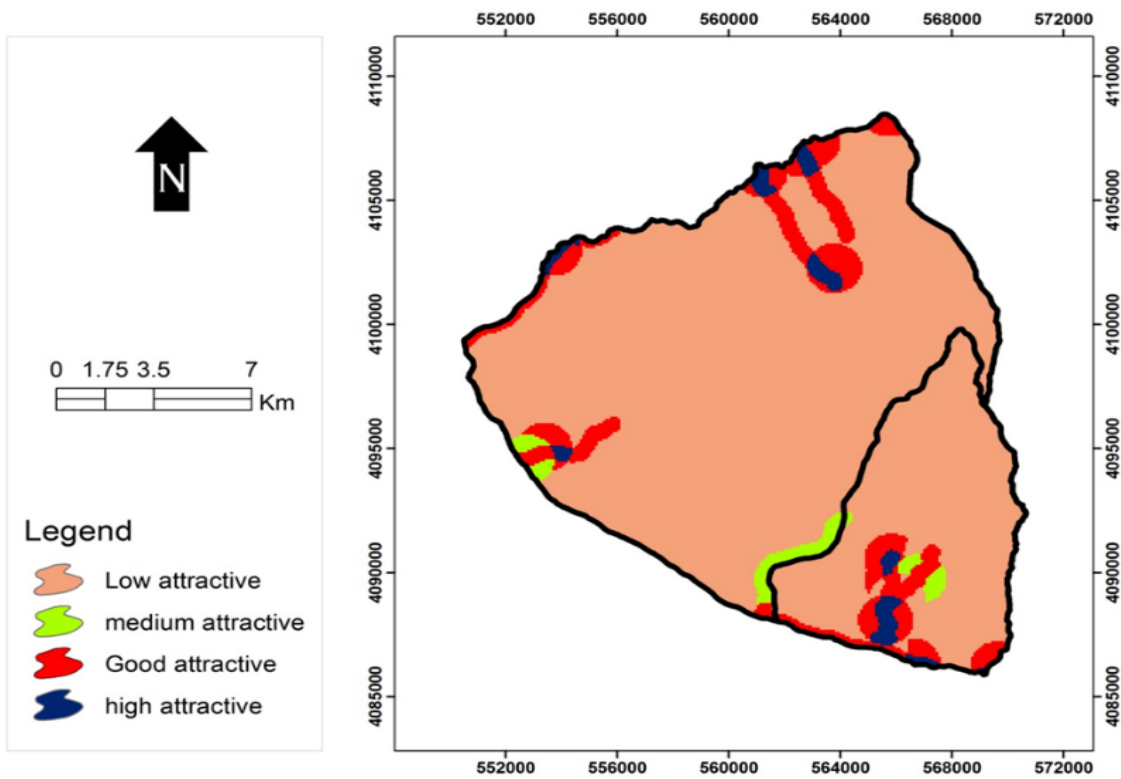 552000 556000 560000 564000 568000 572000
N
0 1.75 3.5 7
Km
Legend
Low attractive
medium attractive
Good attractive
high attractive
4110000
4105000
4100000
4095000
4090000
4085000
4110000
4105000
4100000
4095000
4090000
4085000
552000 556000 560000 564000 568000 572000